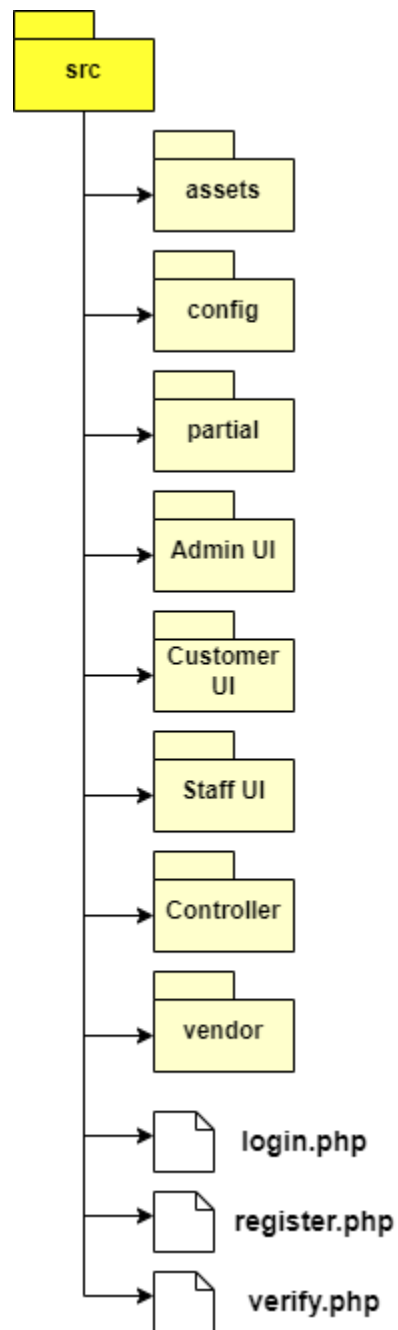 src
assets
config
partial
Admin UI
Customer
UI
Staff UI
Controller
vendor
login.php
register.php
verify.php